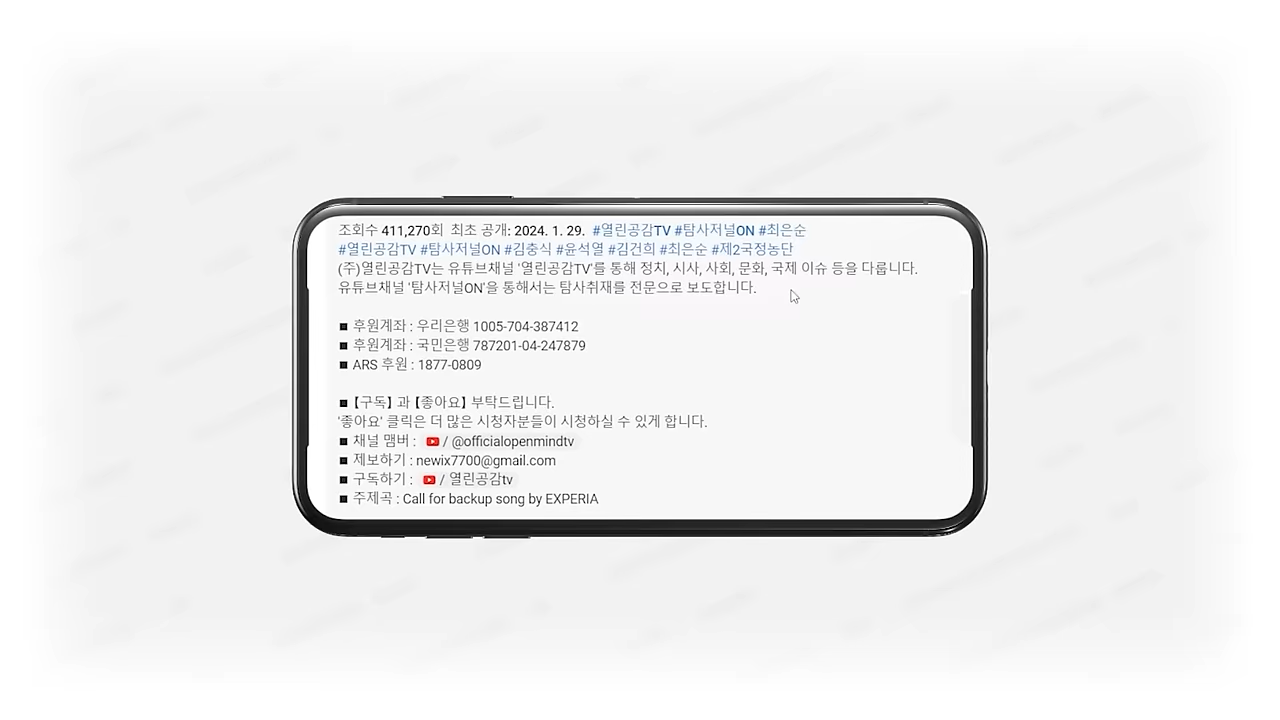 조회수 411,270회 최초 공개: 2024. 1. 29. #열린공감TV #탐사저널ON #최은순
#열린공감TV #탐사저널ON #김충식 #윤석열 #김건희 #최은순 #제2국정농단
(주)열린공감TV는 유튜브채널 '열린공감TV'를 통해 정치, 시사, 사회, 문화, 국제 이슈 등을 다룹니다.
유튜브채널 '탐사저널ON'을 통해서는 탐사취재를 전문으로 보도합니다.
■ 후원계좌 : 우리은행 1005-704-387412
■ 후원계좌 : 국민은행 787201-04-247879
■ ARS 후원 : 1877-0809
■【구독】과【좋아요】부탁드립니다.
'좋아요' 클릭은 더 많은 시청자분들이 시청하실 수 있게 합니다.
■ 채널 맴버 : / @officialopenmindtv
■ 제보하기 : newix7700@gmail.com
■ 구독하기 : / 열린공감tv
■ 주제곡 : Call for backup song by EXPERIA